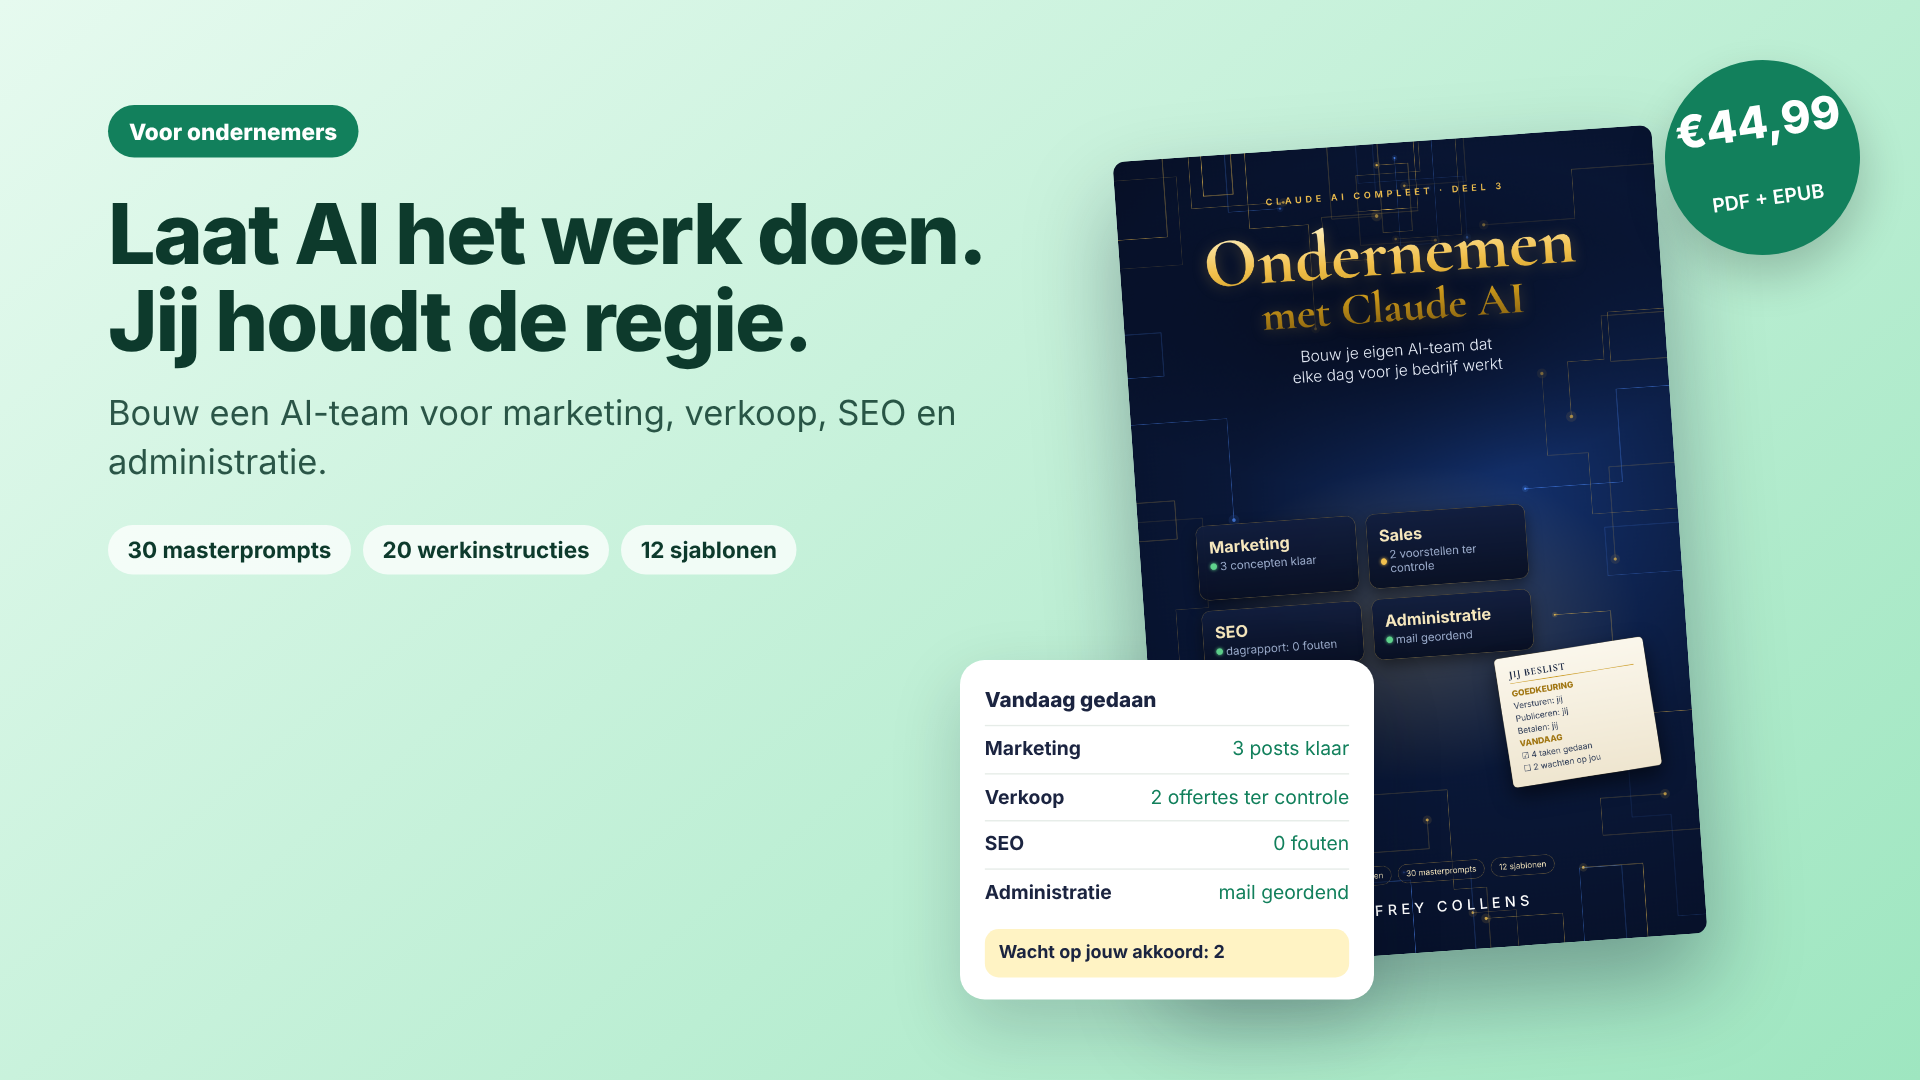 Voor ondernemers
Laat AI het werk doen.
Jij houdt de regie.
Bouw een AI-team voor marketing, verkoop, SEO en
administratie.
30 masterprompts
20 werkinstructies
12 sjablonen
€44,99
PDF + EPUB
CLAUDE AI COMPLEET · DEEL 3
Ondernemen
met Claude AI
Bouw je eigen AI-team dat
elke dag voor je bedrijf werkt
Marketing
3 concepten klaar
Sales
2 voorstellen ter
controle
SEO
dagrapport: 0 fouten
Administratie
mail geordend
JIJ BESLIST
GOEDKEURING
Versturen: jij
Publiceren: jij
Betalen: jij
VANDAAG
☑ 4 taken gedaan
☐ 2 wachten op jou
Vandaag gedaan
Marketing 3 posts klaar
Verkoop 2 offertes ter controle
SEO 0 fouten
Administratie mail geordend
Wacht op jouw akkoord: 2
en
30 masterprompts
12 sjablonen
FREY COLLENS